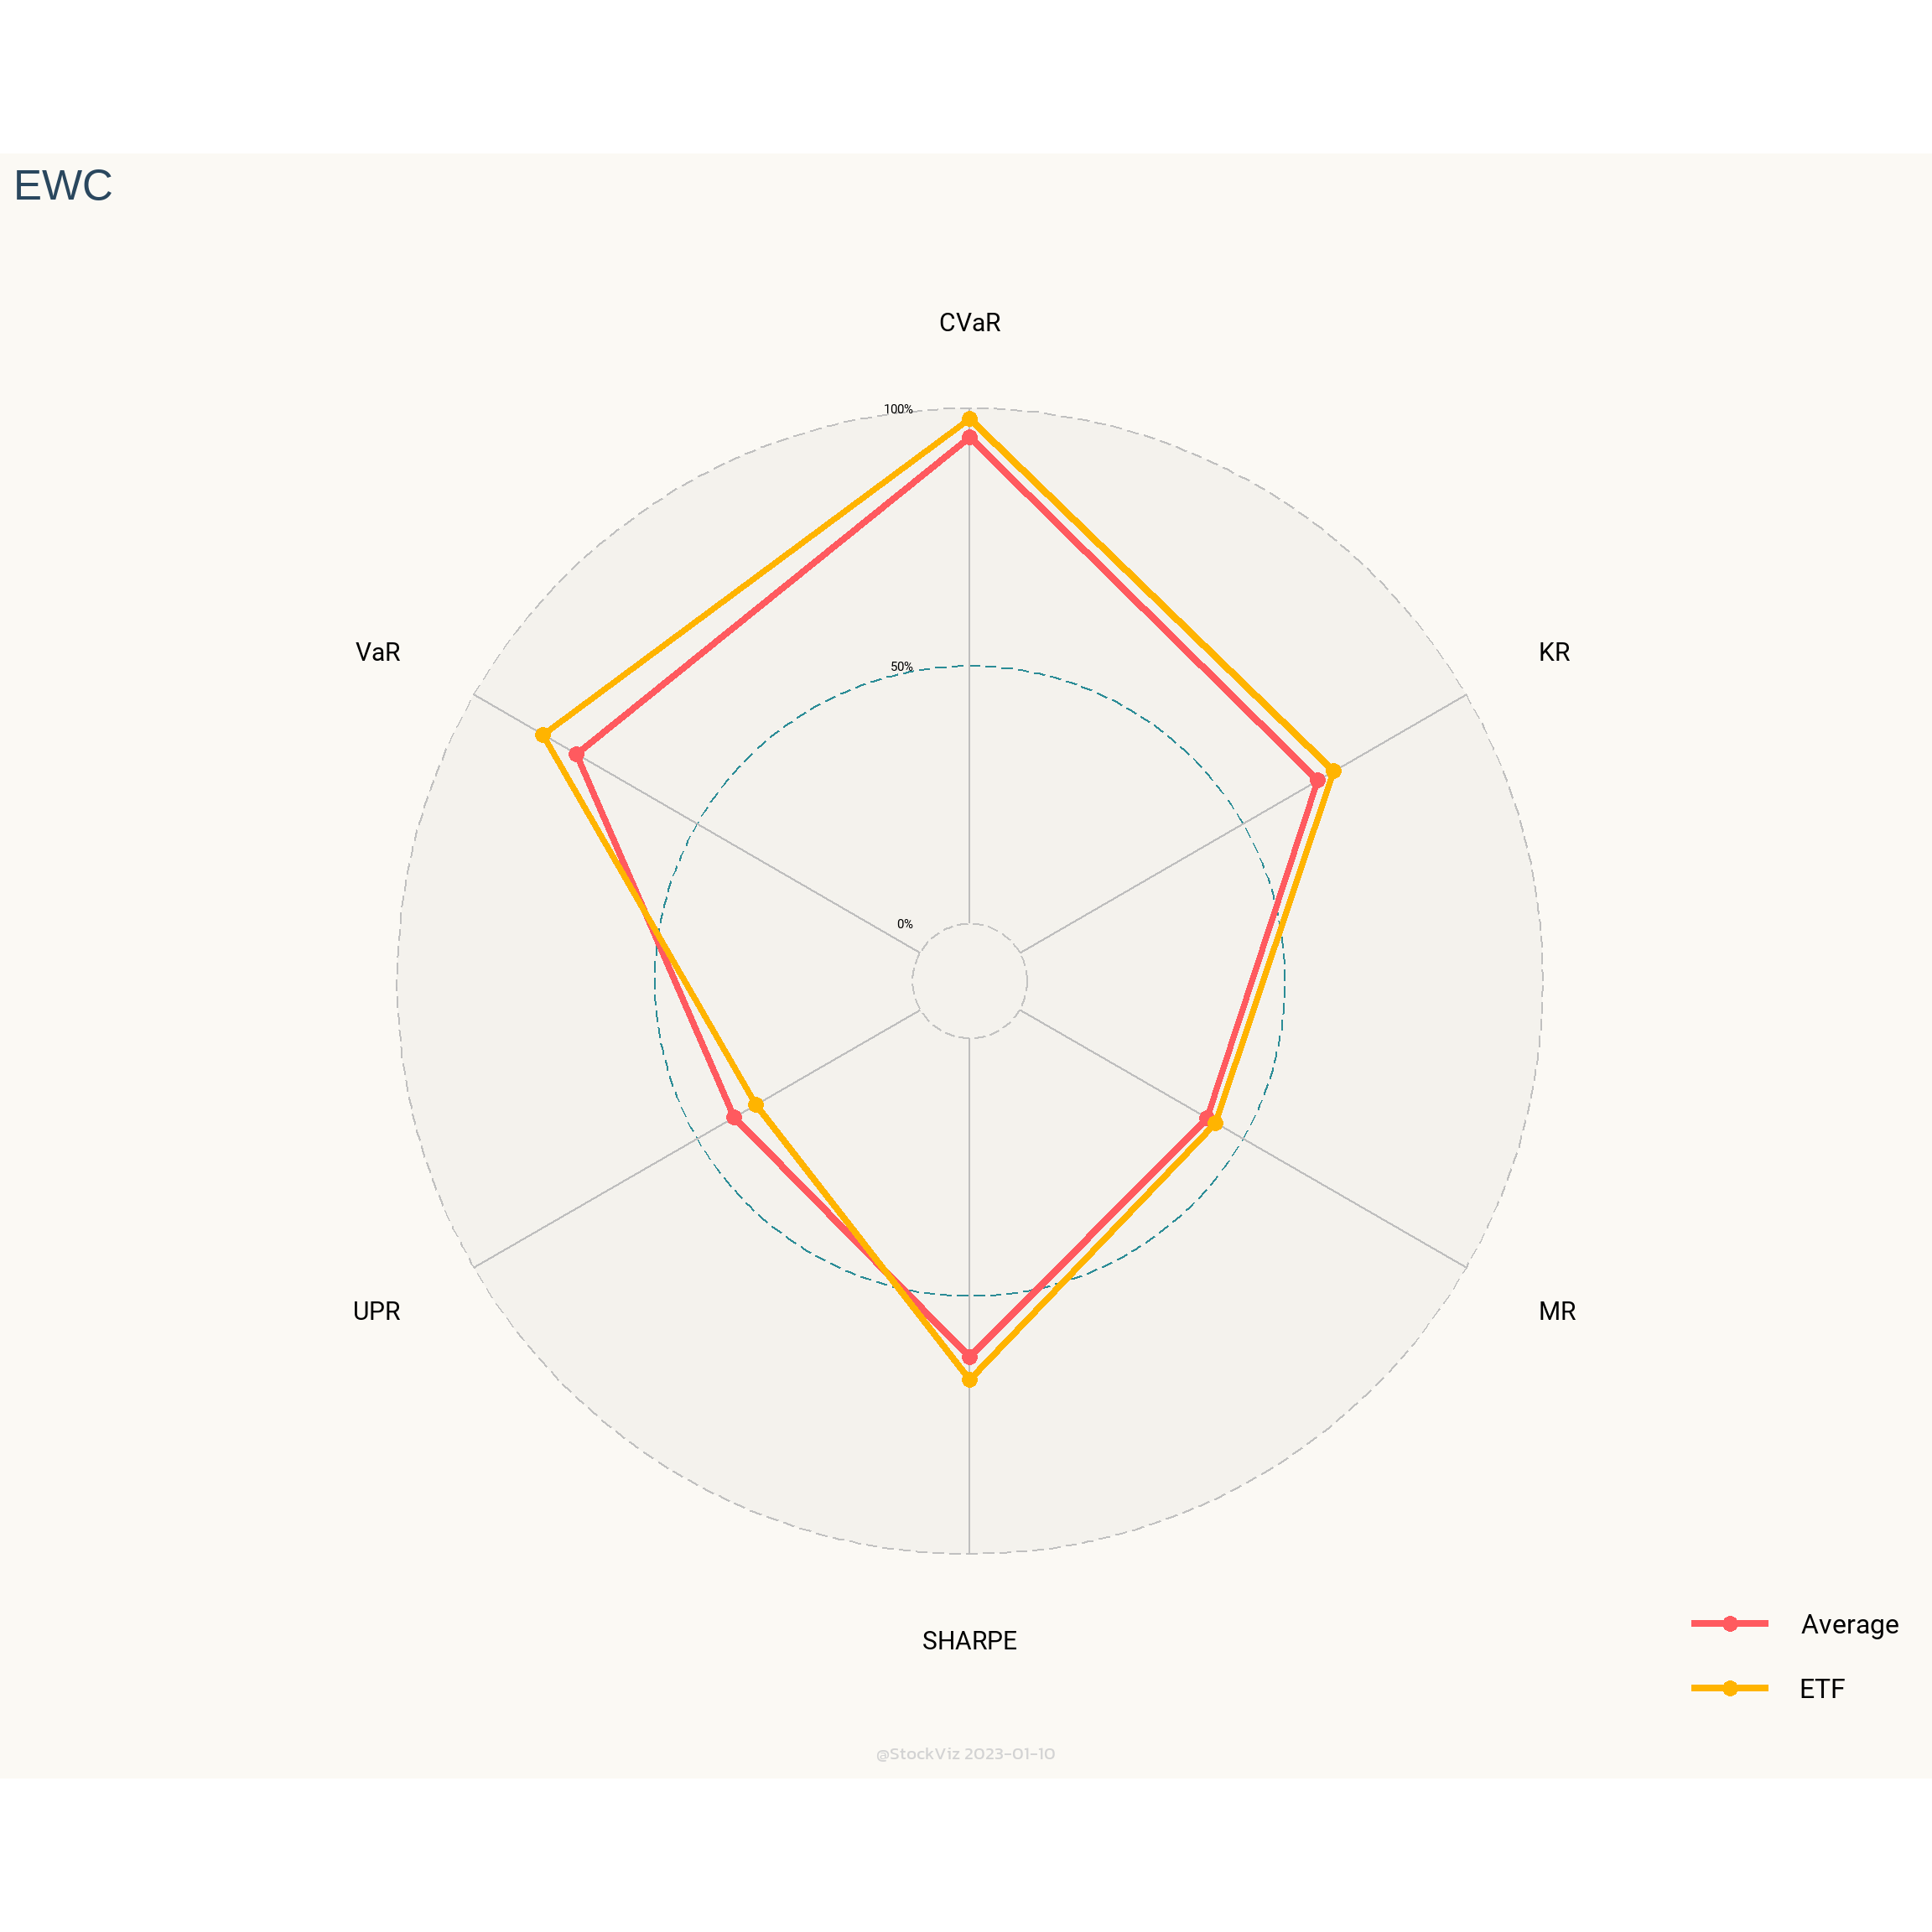 EWC
CVaR
100%
KR
VaR
50%
0%
UPR
MR
SHARPE
Average
ETF
@StockViz 2023-01-10